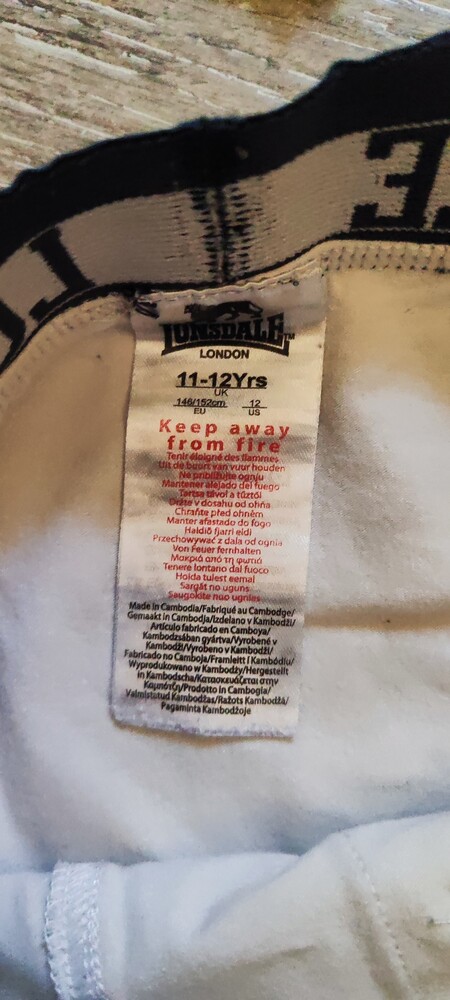 LONSDALE™
LONDON
11-12Yrs
UK
146/152cm 12
EU US
Keep away
from fire
Tenir éloigné des flammes
Uit de buurt van vuur houden
Ne približujte ognju
Mantener alejado del fuego
Tartsa távol a tűztől
Držte v dosahu od ohňa
Chraňte před ohněm
Manter afastado do fogo
Haldið fjarri eldi
Przechowywać z dala od ognia
Von Feuer fernhalten
Μακριά από τη φωτιά
Tenere lontano dal fuoco
Hoida tulest eemal
Sargāt no uguns
Saugokite nuo ugnies
Made in Cambodia/Fabriqué au Cambodge/
Gemaakt in Cambodja/Izdelano v Kambodži/
Artículo fabricado en Camboya/
Kambodzsában gyártva/Vyrobené v
Kambodži/Vyrobeno v Kambodži/
Fabricado no Camboja/Framleitt í Kambódíu/
Wyprodukowano w Kambodży/Hergestellt
in Kambodscha/Κατασκευάζεται στην
Καμπότζη/Prodotto in Cambogia/
Valmistatud Kambodžas/Ražots Kambodžā/
Pagaminta Kambodžoje